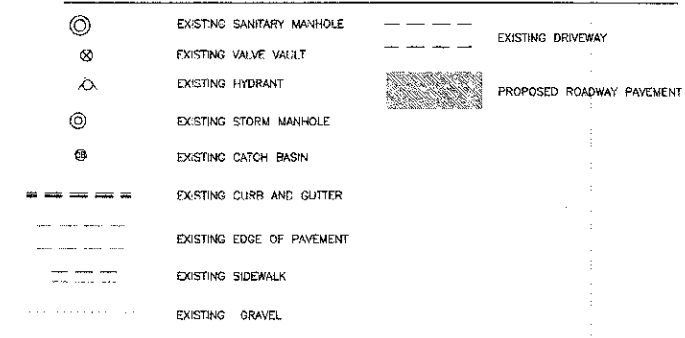 EXISTING SANITARY MANHOLE
EXISTING VALVE VAULT
EXISTING HYDRANT
EXISTING STORM MANHOLE
CB
EXISTING CATCH BASIN
EXISTING CURB AND GUTTER
EXISTING EDGE OF PAVEMENT
EXISTING SIDEWALK
EXISTING GRAVEL
EXISTING DRIVEWAY
PROPOSED ROADWAY PAVEMENT